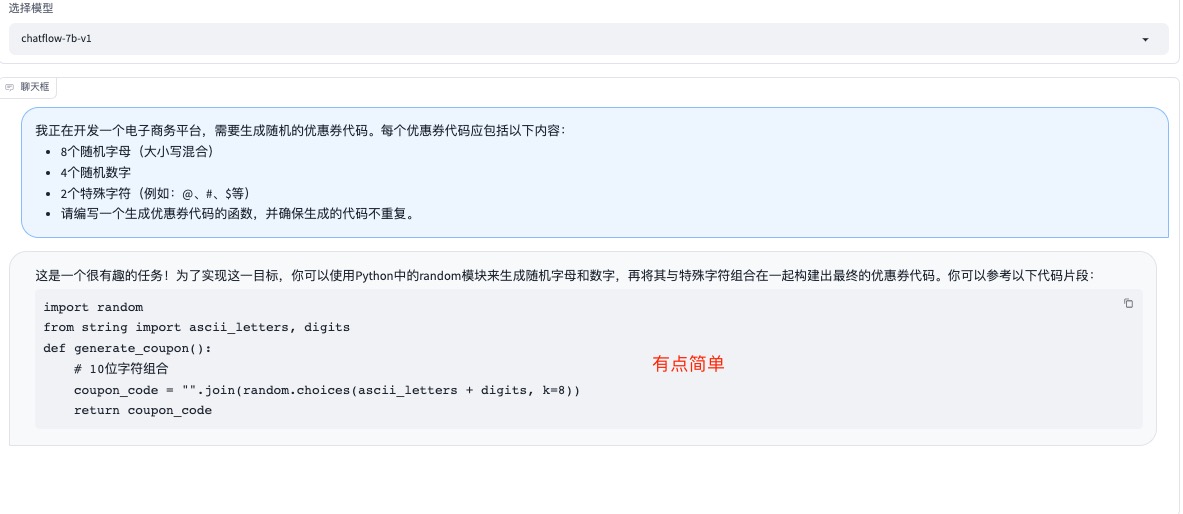 选择模型
chatflow-7b-v1
聊天框
我正在开发一个电子商务平台，需要生成随机的优惠券代码。每个优惠券代码应包括以下内容：
• 8个随机字母（大小写混合）
• 4个随机数字
• 2个特殊字符（例如：@、#、$等）
• 请编写一个生成优惠券代码的函数，并确保生成的代码不重复。
这是一个很有趣的任务！为了实现这一目标，你可以使用Python中的random模块来生成随机字母和数字，再将其与特殊字符组合在一起构建出最终的优惠券代码。你可以参考以下代码片段：
import random
from string import ascii_letters, digits
def generate_coupon():
    # 10位字符组合
    coupon_code = "".join(random.choices(ascii_letters + digits, k=8))
    return coupon_code
有点简单